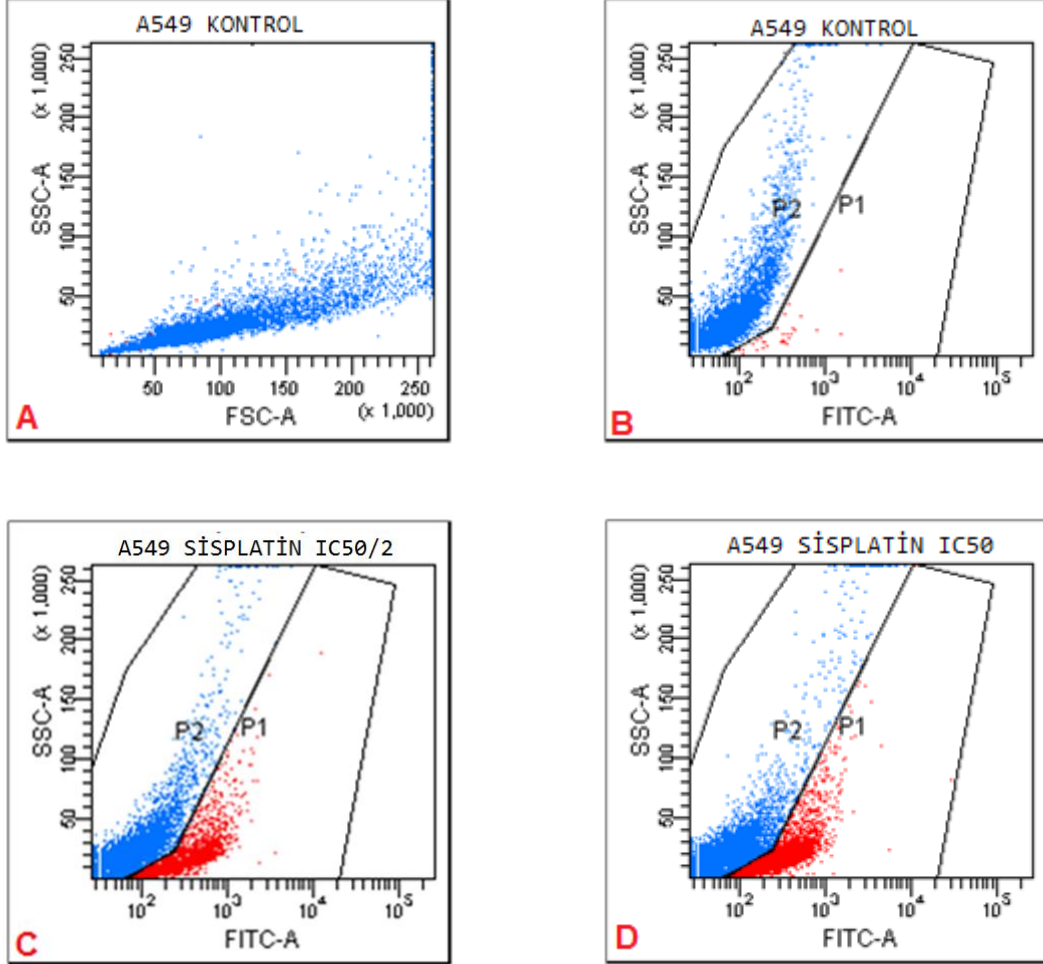 A549 KONTROL
SSC-A
(x 1,000)
250
200
150
100
50
50 100 150 200 250
(x 1,000)
FSC-A
A
A549 KONTROL
SSC-A
(x 1,000)
250
200
150
100
50
P2 P1
10² 10³ 10⁴ 10⁵
FITC-A
B
A549 SİSPLATİN IC50/2
SSC-A
(x 1,000)
250
200
150
100
50
P2 P1
10² 10³ 10⁴ 10⁵
FITC-A
C
A549 SİSPLATİN IC50
SSC-A
(x 1,000)
250
200
150
100
50
P2 P1
10² 10³ 10⁴ 10⁵
FITC-A
D